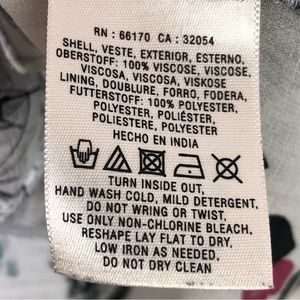 RN : 66170 CA : 32054
SHELL, VESTE, EXTERIOR, ESTERNO,
OBERSTOFF: 100% VISCOSE, VISCOSE,
VISCOSA, VISCOSA, VISKOSE
LINING, DOUBLURE, FORRO, FODERA,
FUTTERSTOFF: 100% POLYESTER,
POLYESTER, POLIÉSTER,
POLIESTERE, POLYESTER
HECHO EN INDIA
TURN INSIDE OUT,
HAND WASH COLD, MILD DETERGENT.
DO NOT WRING OR TWIST.
USE ONLY NON-CHLORINE BLEACH.
RESHAPE LAY FLAT TO DRY.
LOW IRON AS NEEDED.
DO NOT DRY CLEAN